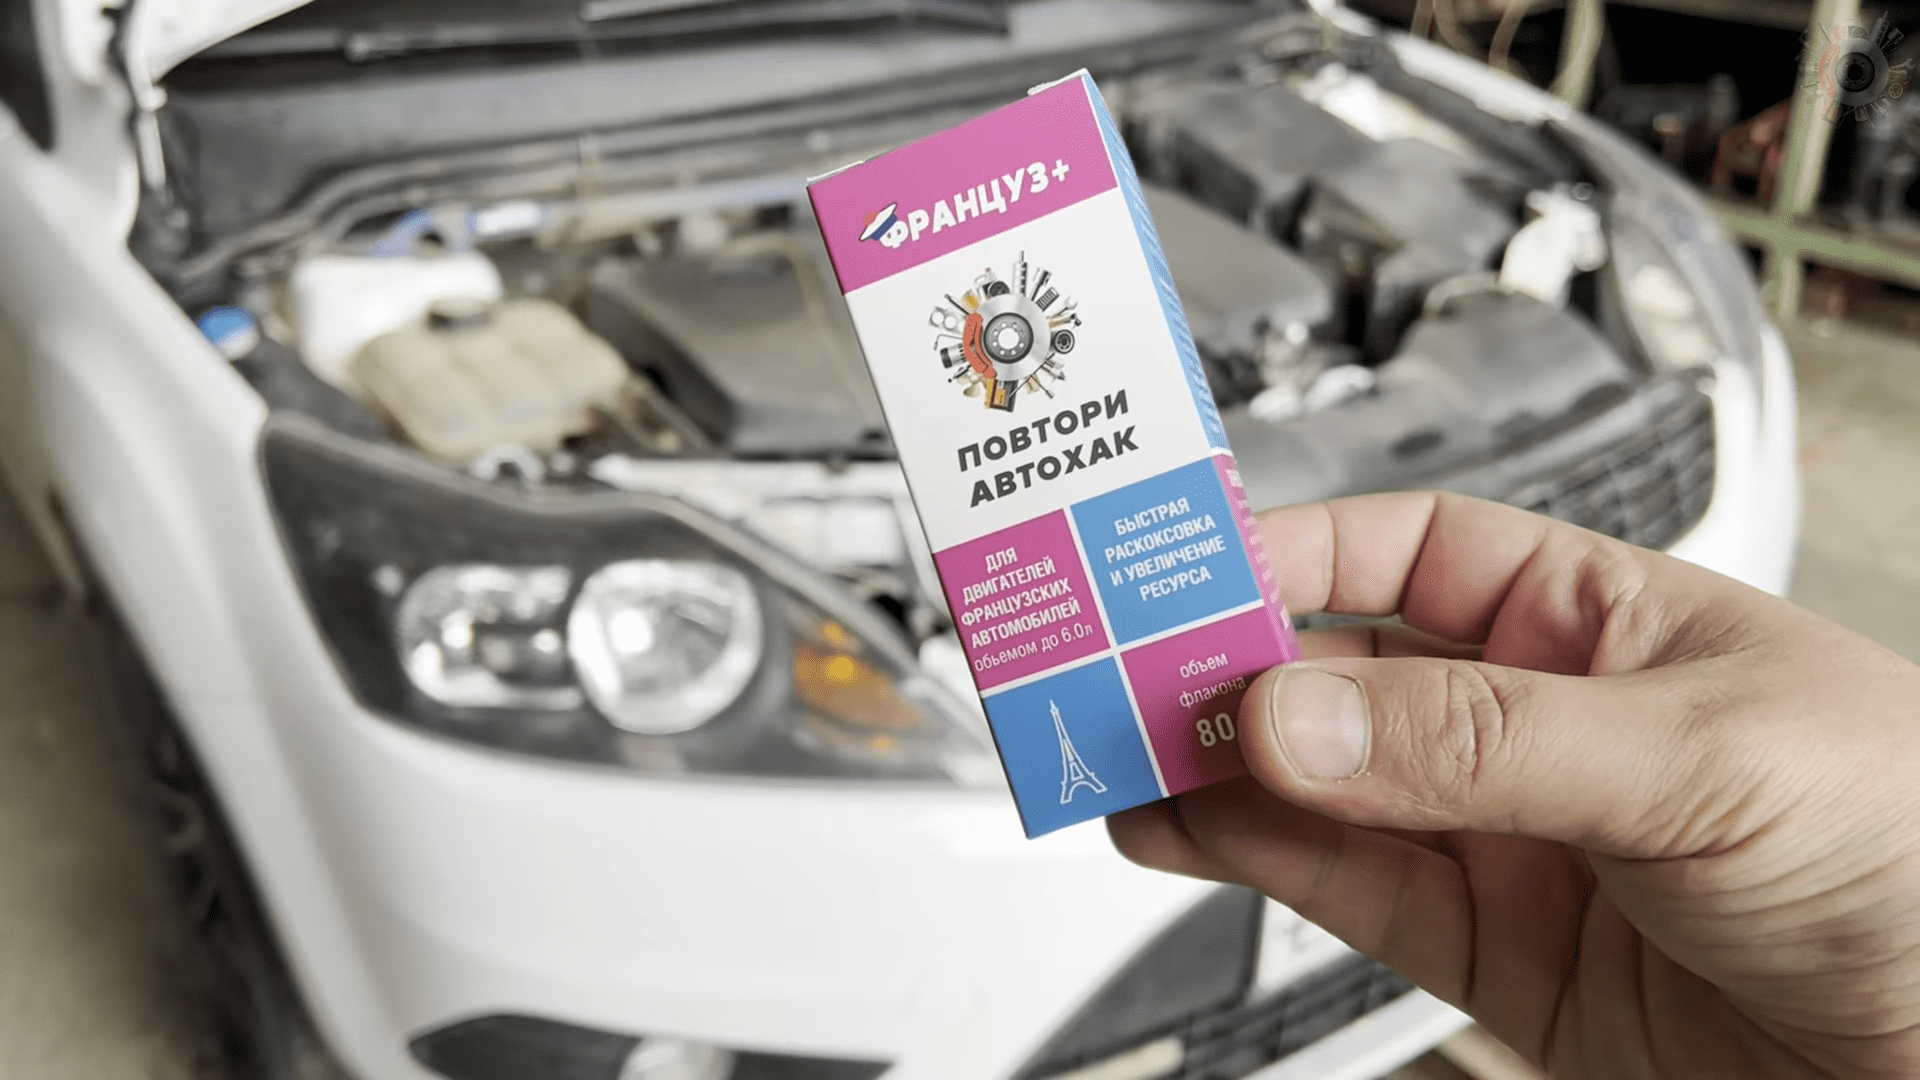 ФРАНЦУЗ+
ПОВТОРИ
АВТОХАК
ДЛЯ
ДВИГАТЕЛЕЙ
ФРАНЦУЗСКИХ
АВТОМОБИЛЕЙ
объемом до 6.0л
БЫСТРАЯ
РАСКОКСОВКА
И УВЕЛИЧЕНИЕ
РЕСУРСА
объем
флакона
80